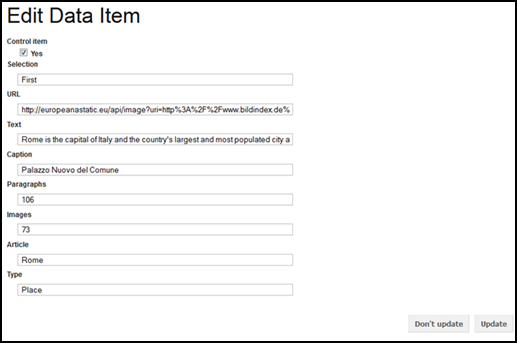 Edit Data Item
Control item
Yes
Selection
First
URL
http://europeanastatic.eu/api/image?uri=http%3A%2F%2Fwww.bildindex.de%
Text
Rome is the capital of Italy and the country's largest and most populated city a
Caption
Palazzo Nuovo del Comune
Paragraphs
106
Images
73
Article
Rome
Type
Place
Don't update Update